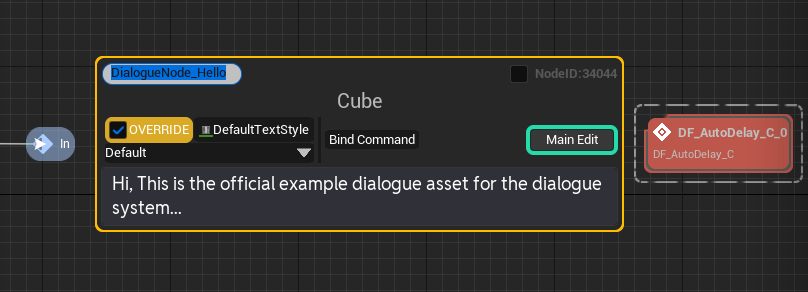 In
DialogueNode_Hello
NodeID:34044
Cube
OVERRIDE
DefaultTextStyle
Default
Bind Command
Main Edit
Hi, This is the official example dialogue asset for the dialogue
system...
DF_AutoDelay_C_0
DF_AutoDelay_C